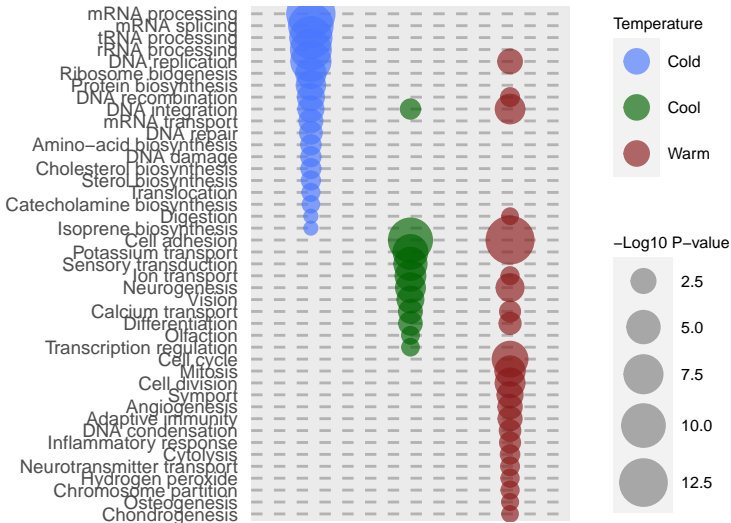 mRNA processing
mRNA splicing
tRNA processing
rRNA processing
DNA replication
Ribosome biogenesis
Protein biosynthesis
DNA recombination
DNA integration
mRNA transport
DNA repair
Amino−acid biosynthesis
DNA damage
Cholesterol biosynthesis
Sterol biosynthesis
Translocation
Catecholamine biosynthesis
Digestion
Isoprene biosynthesis
Cell adhesion
Potassium transport
Sensory transduction
Ion transport
Neurogenesis
Vision
Calcium transport
Differentiation
Olfaction
Transcription regulation
Cell cycle
Mitosis
Cell division
Symport
Angiogenesis
Adaptive immunity
DNA condensation
Inflammatory response
Cytolysis
Neurotransmitter transport
Hydrogen peroxide
Chromosome partition
Osteogenesis
Chondrogenesis
Temperature
Cold
Cool
Warm
−Log10 P−value
2.5
5.0
7.5
10.0
12.5